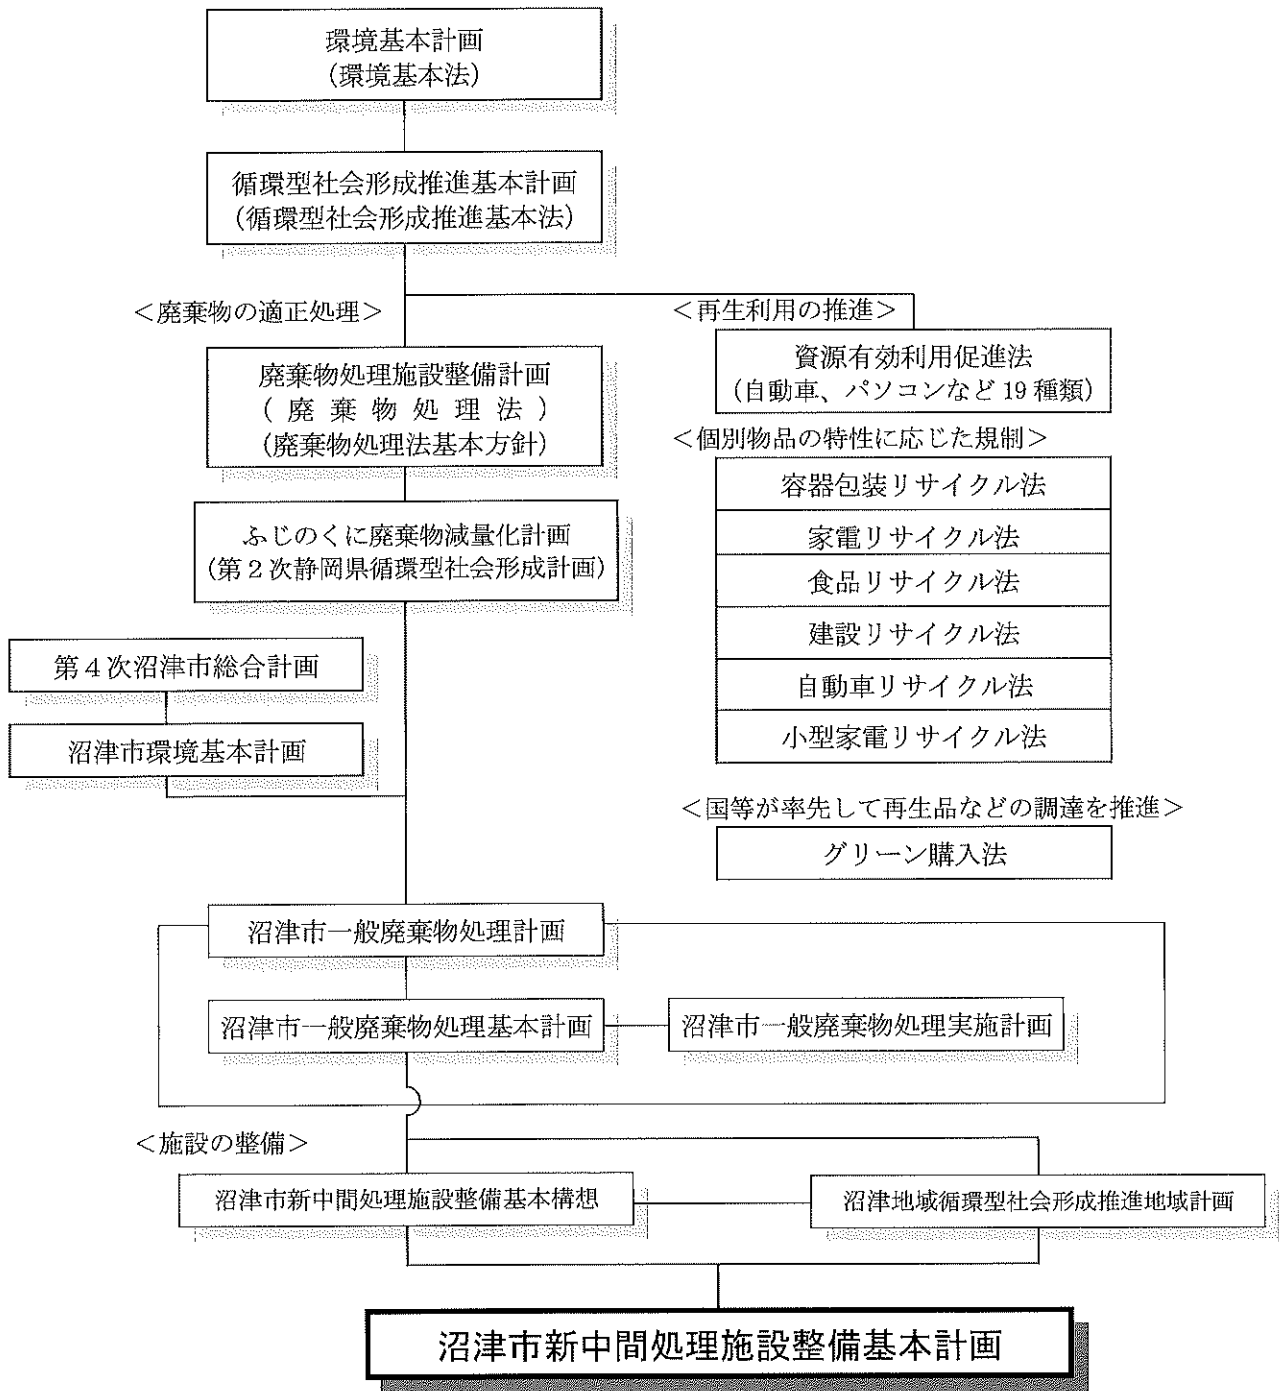 環境基本計画
(環境基本法)
循環型社会形成推進基本計画
(循環型社会形成推進基本法)
＜廃棄物の適正処理＞
廃棄物処理施設整備計画
(廃棄物処理法)
(廃棄物処理法基本方針)
ふじのくに廃棄物減量化計画
(第２次静岡県循環型社会形成計画)
＜再生利用の推進＞
資源有効利用促進法
(自動車、パソコンなど 19 種類)
＜個別物品の特性に応じた規制＞
容器包装リサイクル法
家電リサイクル法
食品リサイクル法
建設リサイクル法
自動車リサイクル法
小型家電リサイクル法
＜国等が率先して再生品などの調達を推進＞
グリーン購入法
第４次沼津市総合計画
沼津市環境基本計画
沼津市一般廃棄物処理計画
沼津市一般廃棄物処理基本計画
沼津市一般廃棄物処理実施計画
＜施設の整備＞
沼津市新中間処理施設整備基本構想
沼津地域循環型社会形成推進地域計画
沼津市新中間処理施設整備基本計画